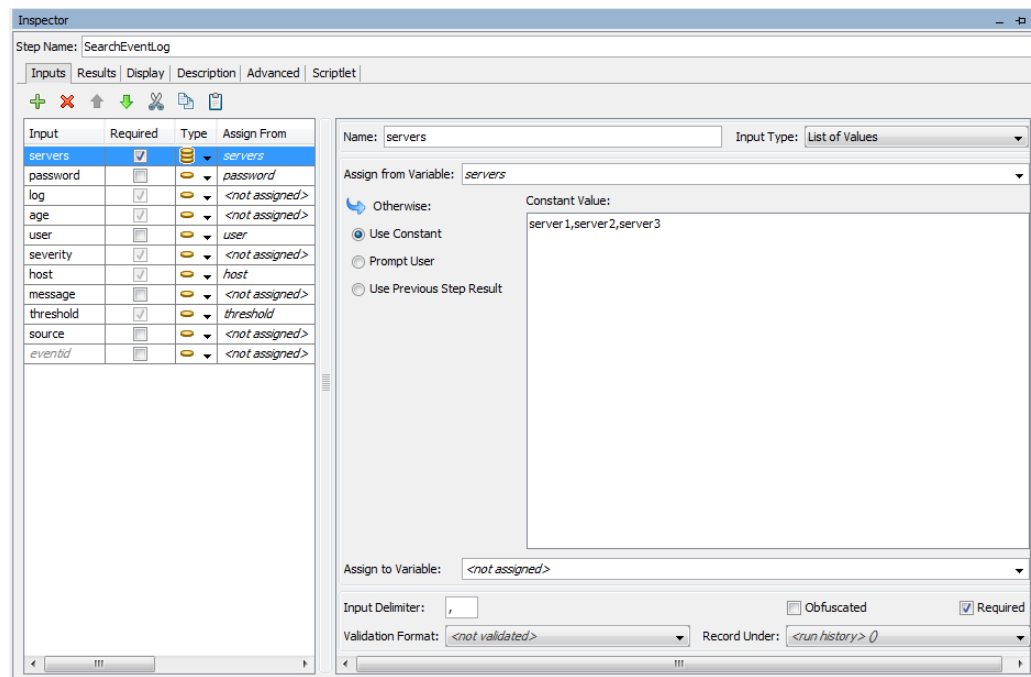 Inspector
Step Name: SearchEventLog
Inputs Results Display Description Advanced Scriptlet
Input Required Type Assign From
servers servers
password password
log <not assigned>
age <not assigned>
user user
severity <not assigned>
host host
message <not assigned>
threshold threshold
source <not assigned>
eventid <not assigned>
Name: servers Input Type: List of Values
Assign from Variable: servers
Otherwise: Constant Value:
server1,server2,server3
Use Constant
Prompt User
Use Previous Step Result
Assign to Variable: <not assigned>
Input Delimiter: , Obfuscated Required
Validation Format: <not validated> Record Under: <run history> ()